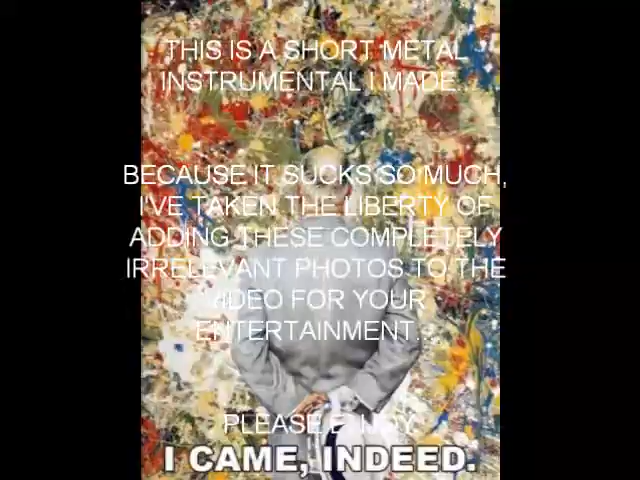 THIS IS A SHORT METAL
INSTRUMENTAL I MADE...
BECAUSE IT SUCKS SO MUCH,
I'VE TAKEN THE LIBERTY OF
ADDING THESE COMPLETELY
IRRELEVANT PHOTOS TO THE
VIDEO FOR YOUR
ENTERTAINMENT...
PLEASE ENJOY
I CAME, INDEED.